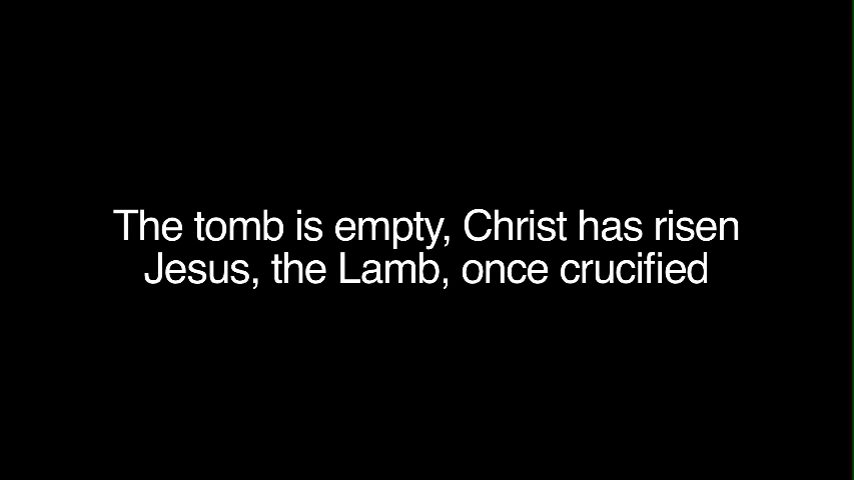 The tomb is empty, Christ has risen
Jesus, the Lamb, once crucified